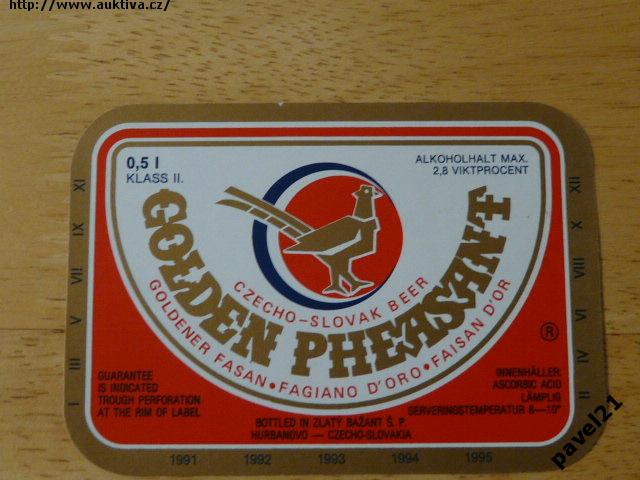 http://www.auktiva.cz/
0,5 l
KLASS II.
ALKOHOLHALT MAX.
2,8 VIKTPROCENT
GOLDEN PHEASANT
CZECHO-SLOVAK BEER
GOLDENER FASAN • FAGIANO D'ORO • FAISAN D'OR
®
GUARANTEE
IS INDICATED
TROUGH PERFORATION
AT THE RIM OF LABEL
INNEHÅLLER
ASCORBIC ACID
LÄMPLIG
SERVERINGSTEMPERATUR 8—10°
BOTTLED IN ZLATÝ BAŽANT Š. P.
HURBANOVO — CZECHO-SLOVAKIA
I III V VII IX XI
II IV VI VIII X XII
1991 1992 1993 1994 1995
pavel21